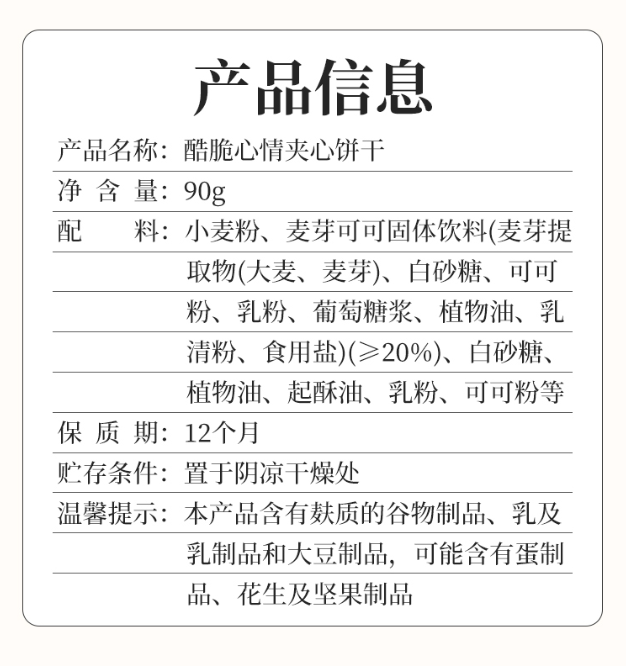 产品信息
产品名称：酷脆心情夹心饼干
净含量：90g
配料：小麦粉、麦芽可可固体饮料(麦芽提
取物(大麦、麦芽)、白砂糖、可可
粉、乳粉、葡萄糖浆、植物油、乳
清粉、食用盐)(≥20%)、白砂糖、
植物油、起酥油、乳粉、可可粉等
保质期：12个月
贮存条件：置于阴凉干燥处
温馨提示：本产品含有麸质的谷物制品、乳及
乳制品和大豆制品，可能含有蛋制
品、花生及坚果制品